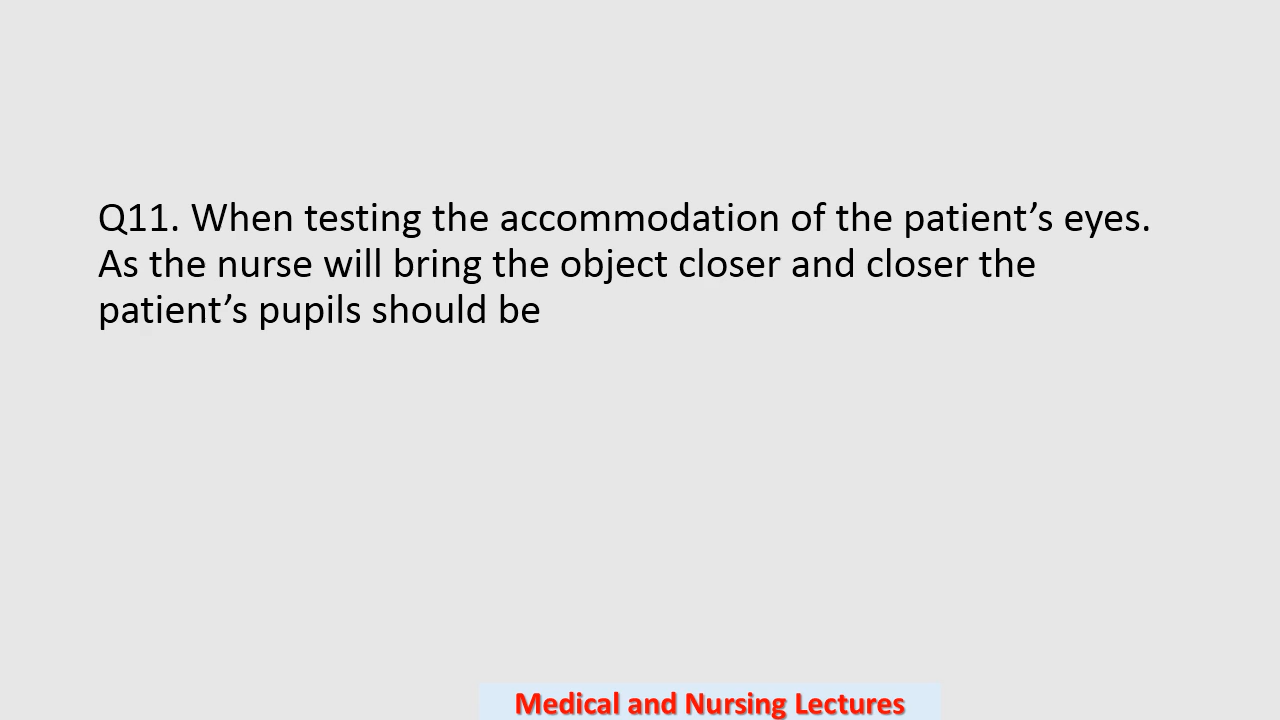 Q11. When testing the accommodation of the patient’s eyes.
As the nurse will bring the object closer and closer the
patient’s pupils should be
Medical and Nursing Lectures